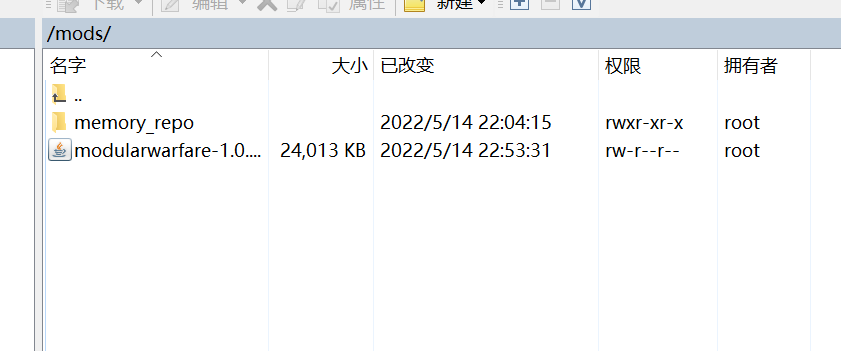 下载 编辑 属性 新建
/mods/
名字 大小 已改变 权限 拥有者
..
memory_repo 2022/5/14 22:04:15 rwxr-xr-x root
modularwarfare-1.0.... 24,013 KB 2022/5/14 22:53:31 rw-r--r-- root